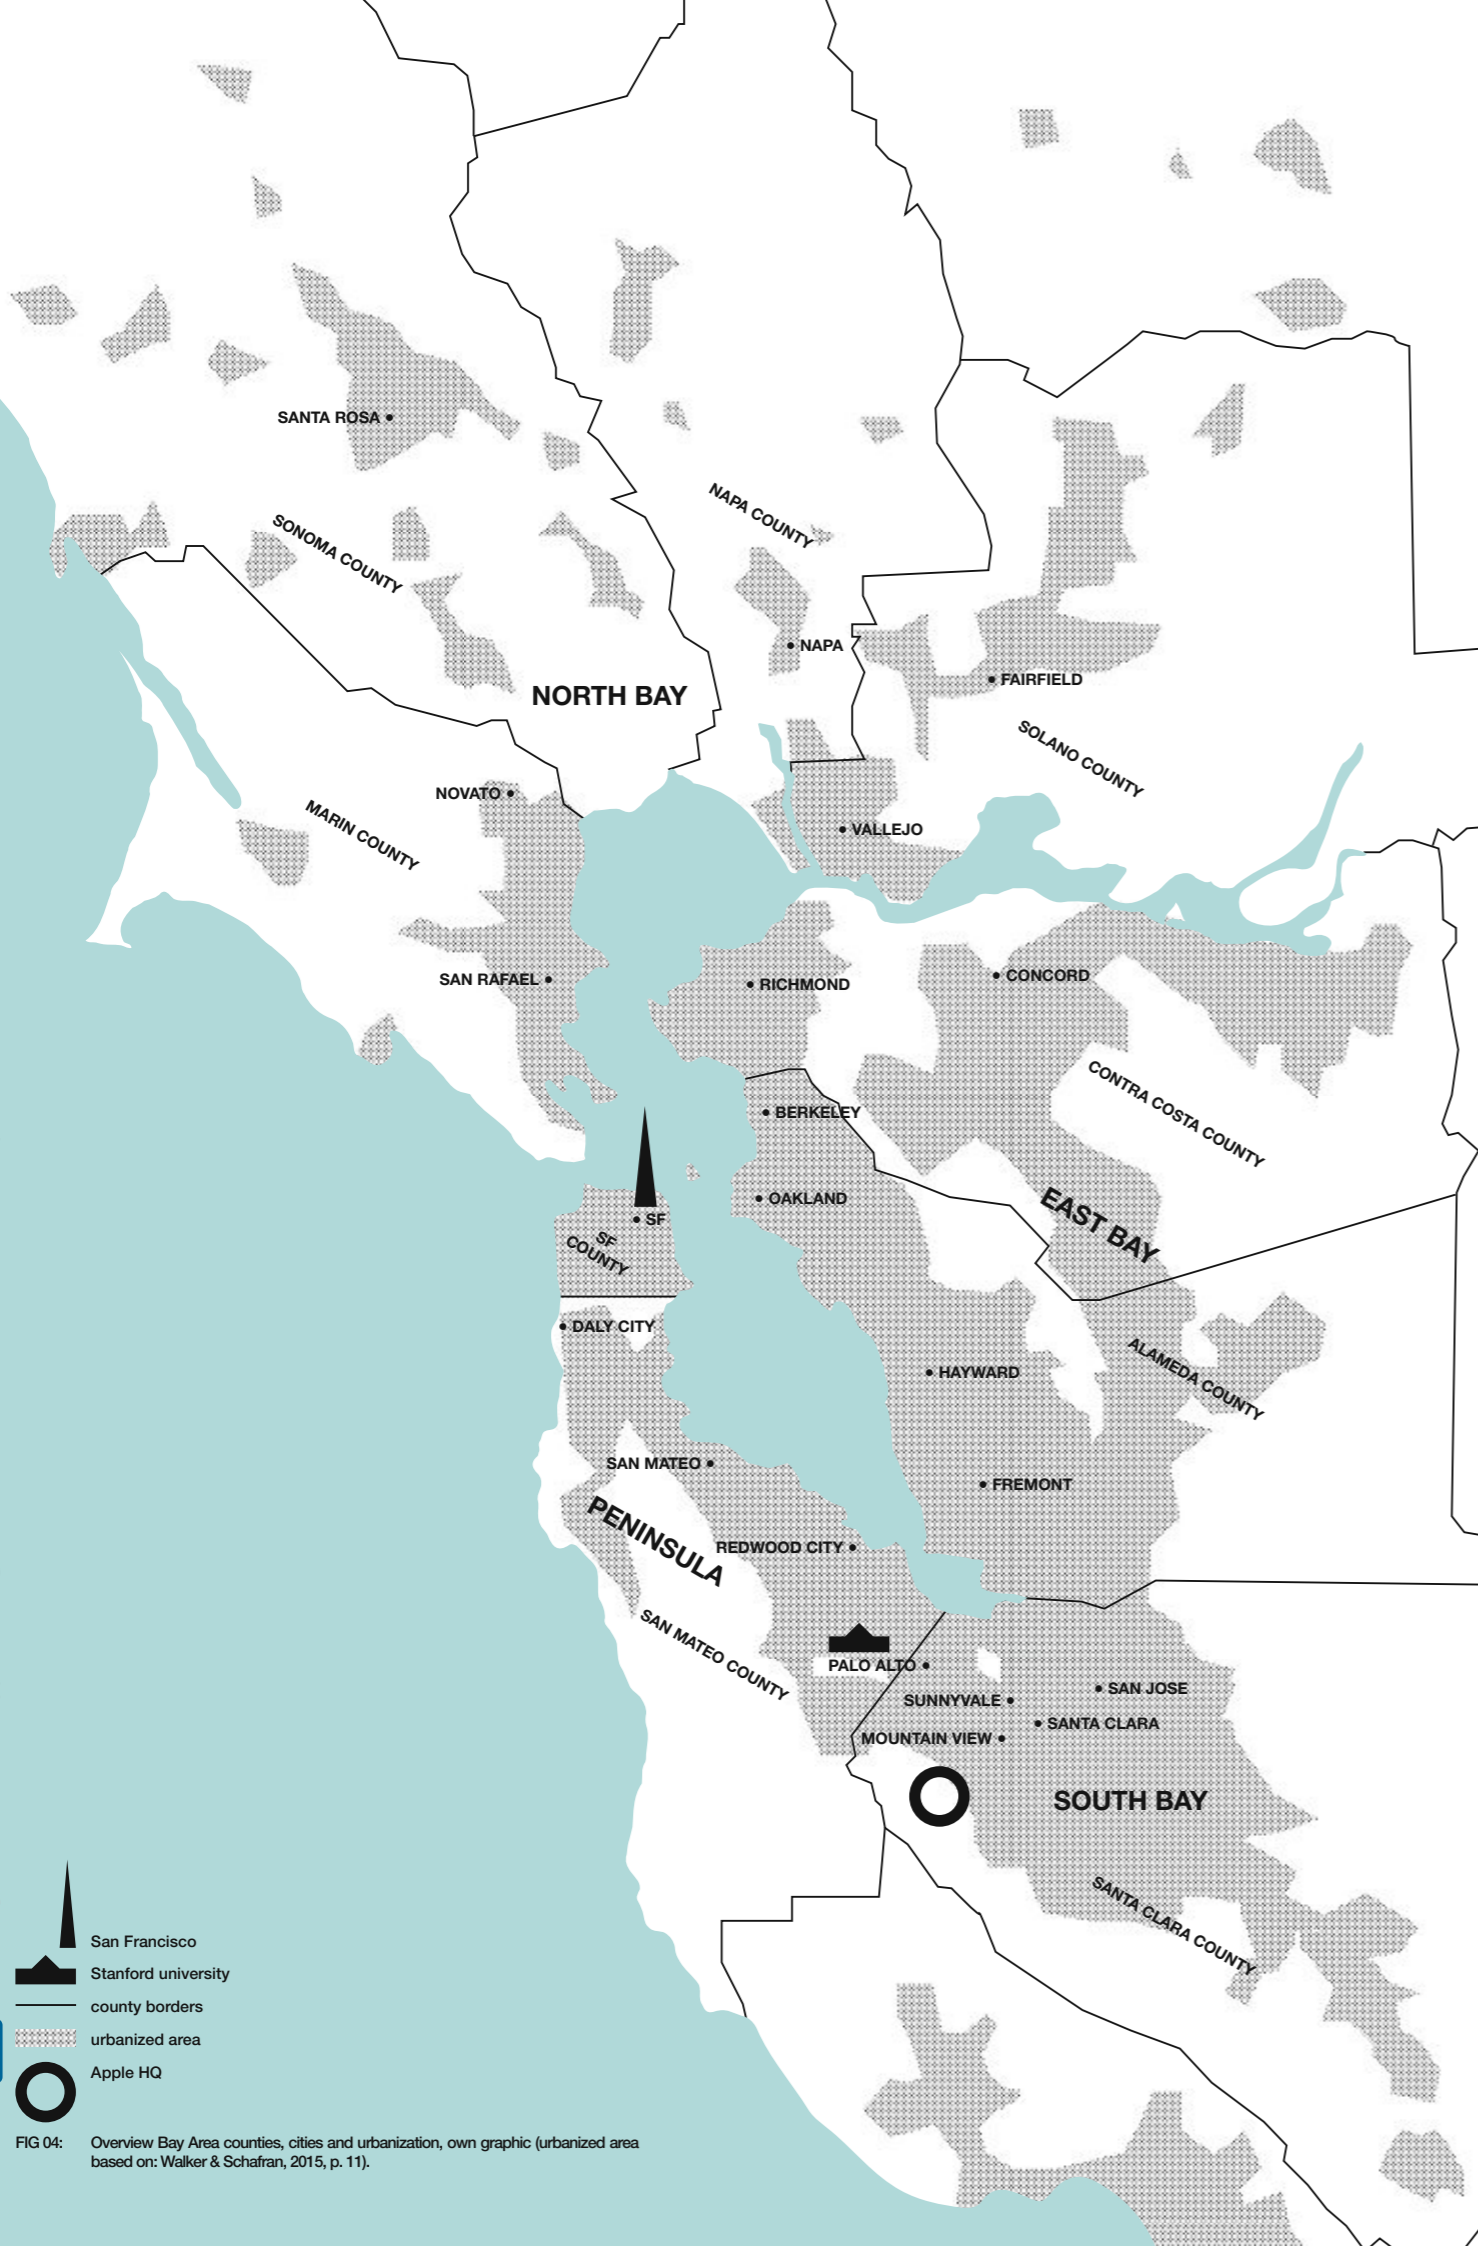 SANTA ROSA
SONOMA COUNTY
NAPA COUNTY
NAPA
FAIRFIELD
NORTH BAY
SOLANO COUNTY
NOVATO
MARIN COUNTY
VALLEJO
SAN RAFAEL
RICHMOND
CONCORD
CONTRA COSTA COUNTY
BERKELEY
OAKLAND
EAST BAY
SF
SF
COUNTY
DALY CITY
HAYWARD
ALAMEDA COUNTY
SAN MATEO
FREMONT
PENINSULA
REDWOOD CITY
SAN MATEO COUNTY
PALO ALTO
SAN JOSE
SUNNYVALE
SANTA CLARA
MOUNTAIN VIEW
SOUTH BAY
SANTA CLARA COUNTY
San Francisco
Stanford university
county borders
urbanized area
Apple HQ
FIG 04: Overview Bay Area counties, cities and urbanization, own graphic (urbanized area
based on: Walker & Schafran, 2015, p. 11).